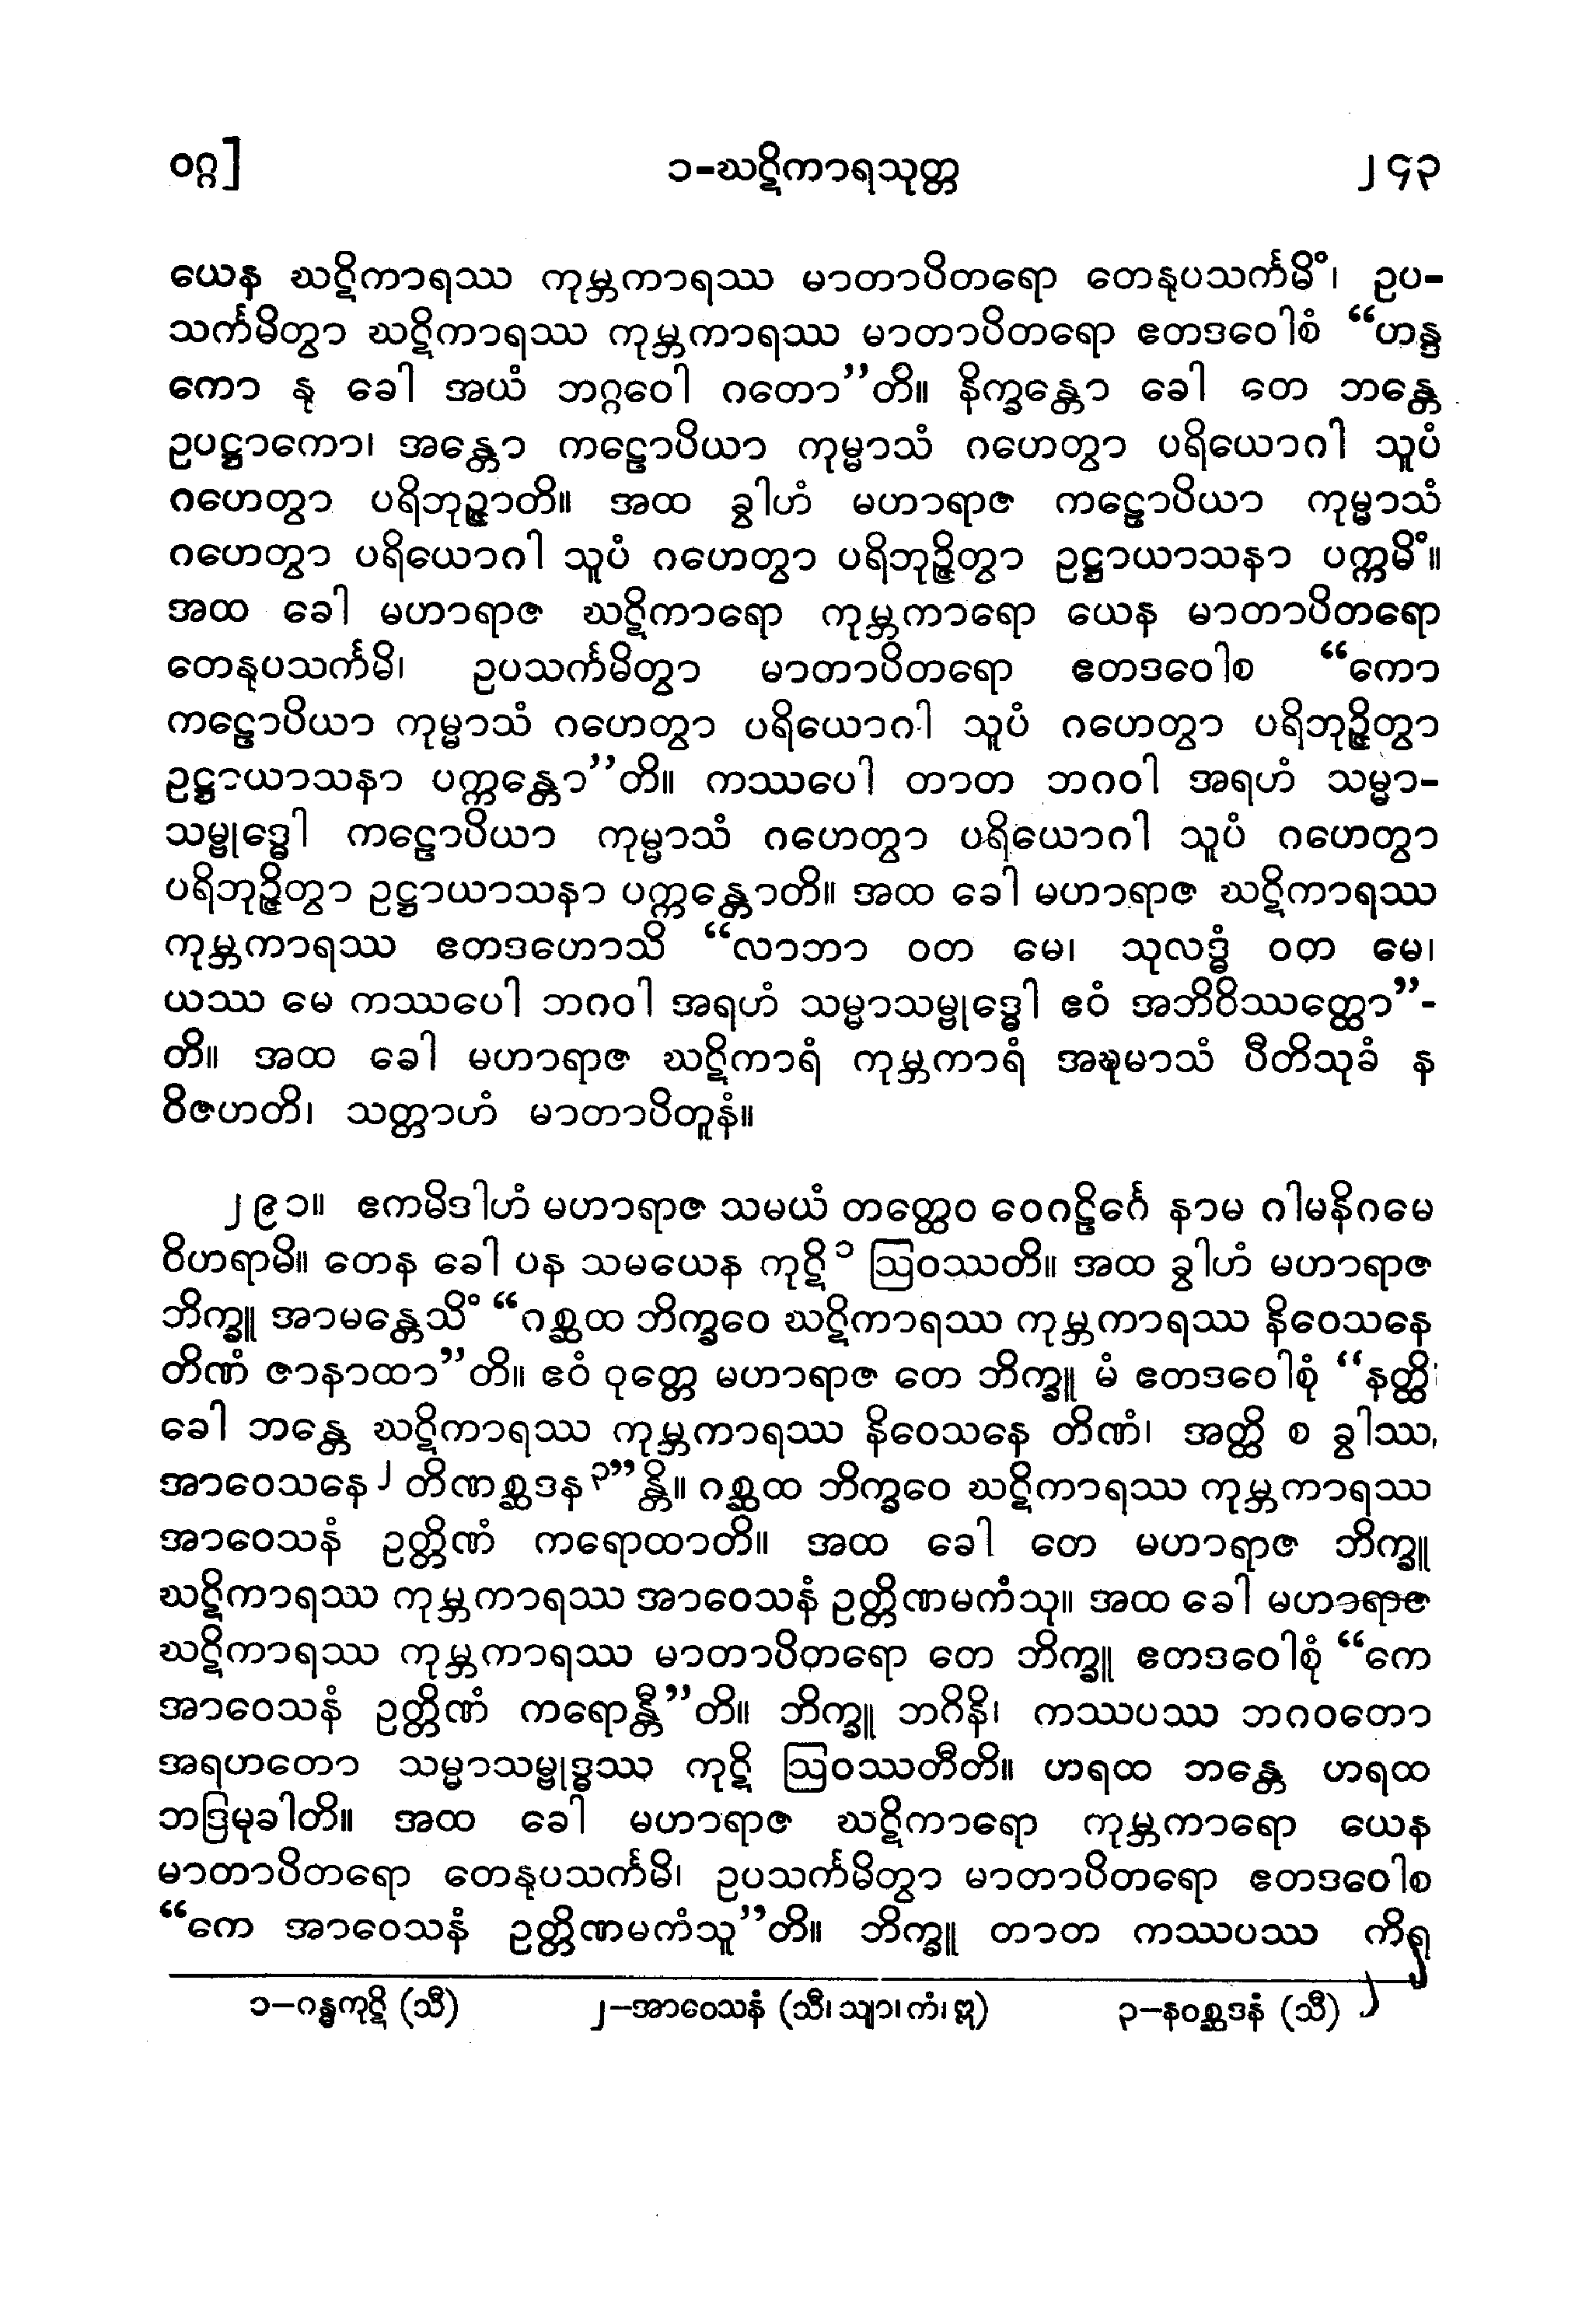 ဝဂ္ဂ] ၁-ဃဋိကာရသုတ္တ ၂၄၃
ယေန ဃဋိကာရဿ ကုမ္ဘကာရဿ မာတာပိတရော တေနုပသင်္ကမိံ၊ ဥပ-
သင်္ကမိတွာ ဃဋိကာရဿ ကုမ္ဘကာရဿ မာတာပိတရော ဧတဒဝေါစံ “ဟန္ဒ
ကော နု ခေါ အယံ ဘဂ္ဂဝေါ ဂတော”တိ။ နိက္ခန္တော ခေါ တေ ဘန္တေ
ဥပဋ္ဌာကော၊ အန္တော ကဠောပိယာ ကုမ္မာသံ ဂဟေတွာ ပရိယောဂါ သူပံ
ဂဟေတွာ ပရိဘုဉ္ဇာတိ။ အထ ခွါဟံ မဟာရာဇ ကဠောပိယာ ကုမ္မာသံ
ဂဟေတွာ ပရိယောဂါ သူပံ ဂဟေတွာ ပရိဘုဉ္ဇိတွာ ဥဋ္ဌာယာသနာ ပက္ကမိံ။
အထ ခေါ မဟာရာဇ ဃဋိကာရော ကုမ္ဘကာရော ယေန မာတာပိတရော
တေနုပသင်္ကမိ၊ ဥပသင်္ကမိတွာ မာတာပိတရော ဧတဒဝေါစ “ကော
ကဠောပိယာ ကုမ္မာသံ ဂဟေတွာ ပရိယောဂါ သူပံ ဂဟေတွာ ပရိဘုဉ္ဇိတွာ
ဥဋ္ဌာယာသနာ ပက္ကန္တော”တိ။ ကဿပေါ တာတ ဘဂဝါ အရဟံ သမ္မာ-
သမ္ဗုဒ္ဓေါ ကဠောပိယာ ကုမ္မာသံ ဂဟေတွာ ပရိယောဂါ သူပံ ဂဟေတွာ
ပရိဘုဉ္ဇိတွာ ဥဋ္ဌာယာသနာ ပက္ကန္တောတိ။ အထ ခေါ မဟာရာဇ ဃဋိကာရဿ
ကုမ္ဘကာရဿ ဧတဒဟောသိ “လာဘာ ဝတ မေ၊ သုလဒ္ဓံ ဝတ မေ၊
ယဿ မေ ကဿပေါ ဘဂဝါ အရဟံ သမ္မာသမ္ဗုဒ္ဓေါ ဧဝံ အဘိဝိဿတ္ထော”-
တိ။ အထ ခေါ မဟာရာဇ ဃဋိကာရံ ကုမ္ဘကာရံ အဍ္ဎမာသံ ပီတိသုခံ န
ဝိဇဟတိ၊ သတ္တာဟံ မာတာပိတူနံ။
၂၉၁။ ဧကမိဒါဟံ မဟာရာဇ သမယံ တတ္ထေဝ ဝေဂဠိင်္ဂေ နာမ ဂါမနိဂမေ
ဝိဟရာမိ။ တေန ခေါ ပန သမယေန ကုဋိ၁ ဩဝဿတိ။ အထ ခွါဟံ မဟာရာဇ
ဘိက္ခူ အာမန္တေသိံ “ဂစ္ဆထ ဘိက္ခဝေ ဃဋိကာရဿ ကုမ္ဘကာရဿ နိဝေသနေ
တိဏံ ဇာနာထာ”တိ။ ဧဝံ ဝုတ္တေ မဟာရာဇ တေ ဘိက္ခူ မံ ဧတဒဝေါစုံ “နတ္ထိ
ခေါ ဘန္တေ ဃဋိကာရဿ ကုမ္ဘကာရဿ နိဝေသနေ တိဏံ၊ အတ္ထိ စ ခွါဿ
အာဝေသနေ၂ တိဏစ္ဆဒန၃”န္တိ။ ဂစ္ဆထ ဘိက္ခဝေ ဃဋိကာရဿ ကုမ္ဘကာရဿ
အာဝေသနံ ဥတ္တိဏံ ကရောထာတိ။ အထ ခေါ တေ မဟာရာဇ ဘိက္ခူ
ဃဋိကာရဿ ကုမ္ဘကာရဿ အာဝေသနံ ဥတ္တိဏမကံသု။ အထ ခေါ မဟာရာဇ
ဃဋိကာရဿ ကုမ္ဘကာရဿ မာတာပိတရော တေ ဘိက္ခူ ဧတဒဝေါစုံ “ကေ
အာဝေသနံ ဥတ္တိဏံ ကရောန္တီ”တိ။ ဘိက္ခူ ဘဂိနိ၊ ကဿပဿ ဘဂဝတော
အရဟတော သမ္မာသမ္ဗုဒ္ဓဿ ကုဋိ ဩဝဿတီတိ။ ဟရထ ဘန္တေ ဟရထ
ဘဒြမုခါတိ။ အထ ခေါ မဟာရာဇ ဃဋိကာရော ကုမ္ဘကာရော ယေန
မာတာပိတရော တေနုပသင်္ကမိ၊ ဥပသင်္ကမိတွာ မာတာပိတရော ဧတဒဝေါစ
“ကေ အာဝေသနံ ဥတ္တိဏမကံသူ”တိ။ ဘိက္ခူ တာတ ကဿပဿ ကိရ
၁–ဂန္ဓကုဋိ (သီ) ၂–အာဝေသနံ (သီ၊ သျာ၊ ကံ၊ ဗျ) ၃–နဝစ္ဆဒနံ (သီ)